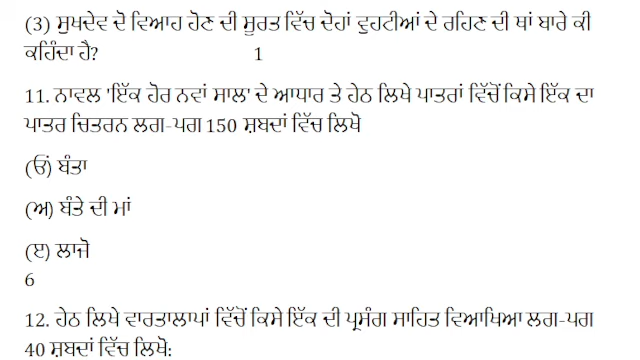 (3) ਸੁਖਦੇਵ ਦੋ ਵਿਆਹ ਹੋਣ ਦੀ ਸੂਰਤ ਵਿੱਚ ਦੋਹਾਂ ਵੁਹਟੀਆਂ ਦੇ ਰਹਿਣ ਦੀ ਥਾਂ ਬਾਰੇ ਕੀ
ਕਹਿੰਦਾ ਹੈ? 1
11. ਨਾਵਲ 'ਇੱਕ ਹੋਰ ਨਵਾਂ ਸਾਲ' ਦੇ ਆਧਾਰ ਤੇ ਹੇਠ ਲਿਖੇ ਪਾਤਰਾਂ ਵਿੱਚੋਂ ਕਿਸੇ ਇੱਕ ਦਾ
ਪਾਤਰ ਚਿਤਰਨ ਲਗ-ਪਗ 150 ਸ਼ਬਦਾਂ ਵਿੱਚ ਲਿਖੋ
(ਓਂ) ਬੰਤਾ
(ਅ) ਬੰਤੇ ਦੀ ਮਾਂ
(ੲ) ਲਾਜੋ
6
12. ਹੇਠ ਲਿਖੇ ਵਾਰਤਾਲਾਪਾਂ ਵਿੱਚੋਂ ਕਿਸੇ ਇੱਕ ਦੀ ਪ੍ਰਸੰਗ ਸਾਹਿਤ ਵਿਆਖਿਆ ਲਗ-ਪਗ
40 ਸ਼ਬਦਾਂ ਵਿੱਚ ਲਿਖੋ: